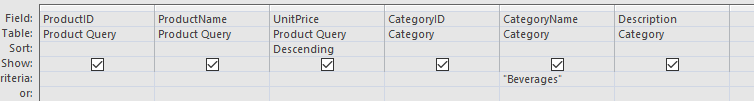 Field: ProductID ProductName UnitPrice CategoryID CategoryName Description
Table: Product Query Product Query Product Query Category Category Category
Sort: Descending
Show:
riteria: "Beverages"
or: